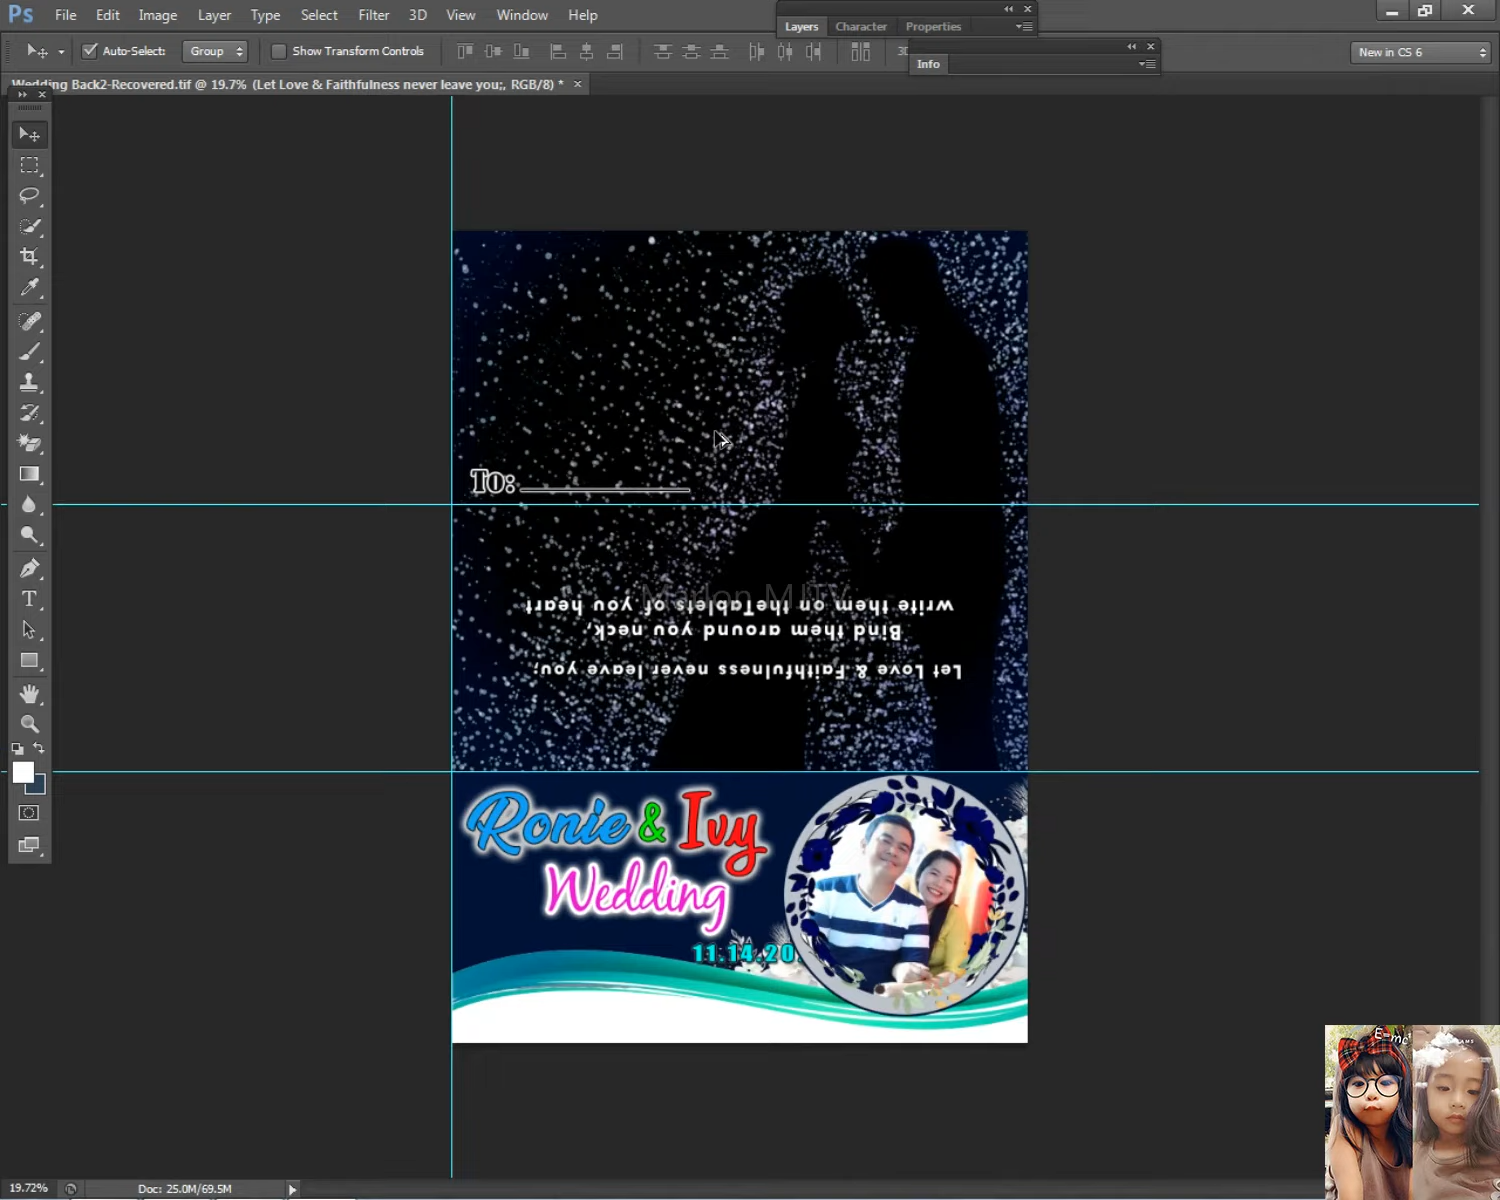 Ps File Edit Image Layer Type Select Filter 3D View Window Help
Layers Character Properties
Auto-Select: Group Show Transform Controls
Info
New in CS 6
Wedding Back2-Recovered.tif @ 19.7% (Let Love & Faithfulness never leave you;, RGB/8) *
To:
Marlon MJTV
write them on theTablets of you heart
Bind them around you neck,
Let Love & Faithfulness never leave you;
Ronie & Ivy
Wedding
11.14.20
E=mc²
19.72%
Doc: 25.0M/69.5M